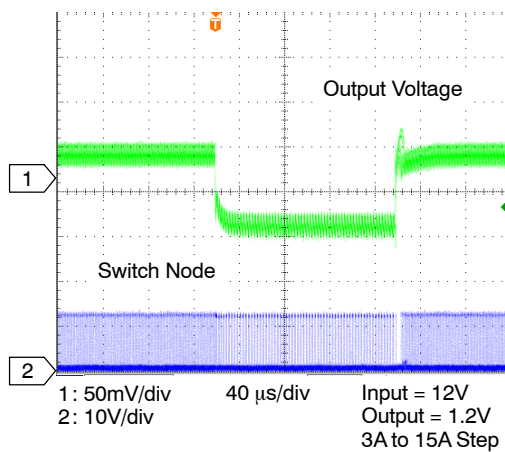 T
Output Voltage
1
Switch Node
2
1: 50mV/div
40 µs/div
Input = 12V
2: 10V/div
Output = 1.2V
3A to 15A Step